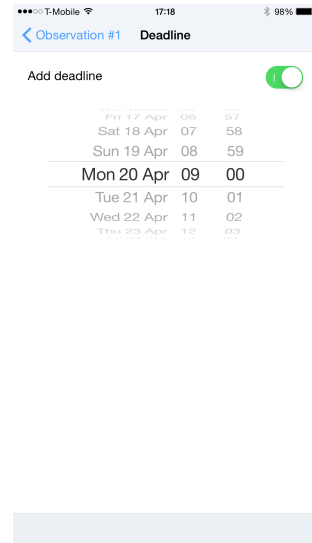 T-Mobile 17:18 98%
Observation #1 Deadline
Add deadline
Fri 17 Apr 06 57
Sat 18 Apr 07 58
Sun 19 Apr 08 59
Mon 20 Apr 09 00
Tue 21 Apr 10 01
Wed 22 Apr 11 02
Thu 23 Apr 12 03